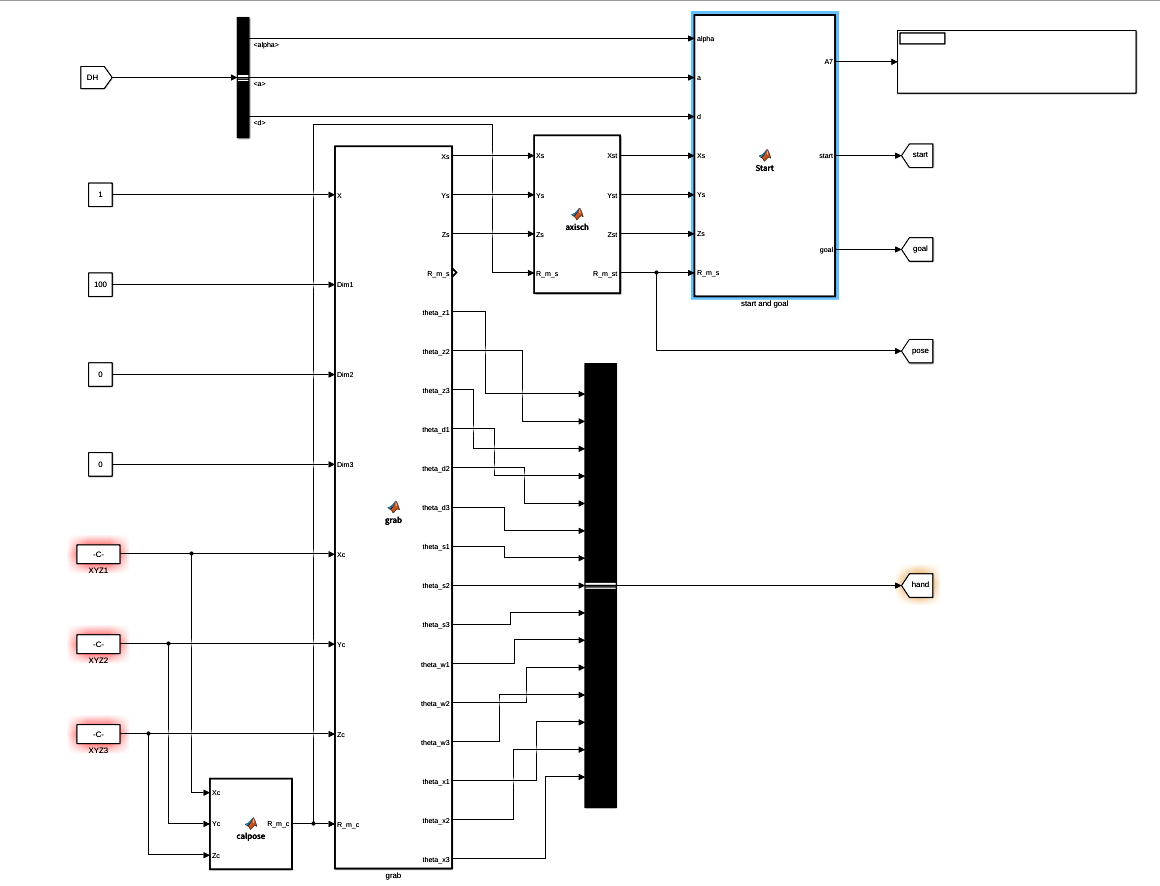 DH
<alpha>
<a>
<d>
alpha
a
d
Xs
Ys
Zs
R_m_s
A7
start
goal
Start
start and goal
start
goal
pose
1
100
0
0
-C-
XYZ1
-C-
XYZ2
-C-
XYZ3
X
Dim1
Dim2
Dim3
Xc
Yc
Zc
R_m_c
grab
Xs
Ys
Zs
R_m_s
theta_z1
theta_z2
theta_z3
theta_d1
theta_d2
theta_d3
theta_s1
theta_s2
theta_s3
theta_w1
theta_w2
theta_w3
theta_x1
theta_x2
theta_x3
grab
Xs
Ys
Zs
R_m_s
axisch
Xst
Yst
Zst
R_m_st
hand
Xc
Yc
Zc
R_m_c
calpose